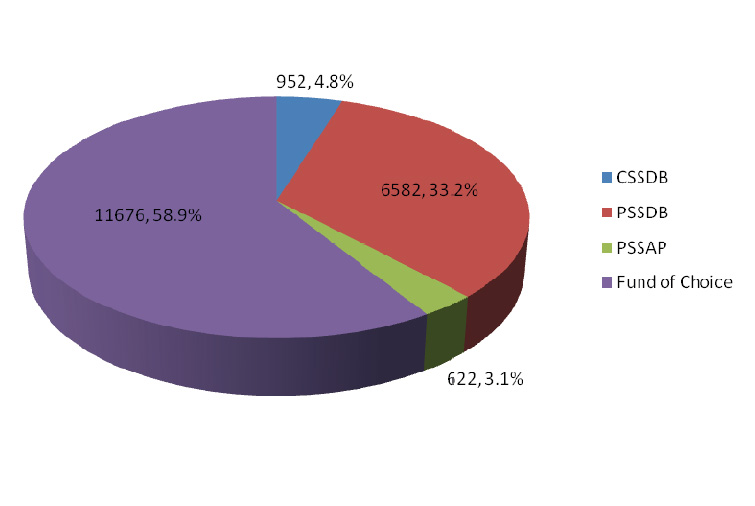 952, 4.8%
6582, 33.2%
11676, 58.9%
622, 3.1%
CSSDB
PSSDB
PSSAP
Fund of Choice